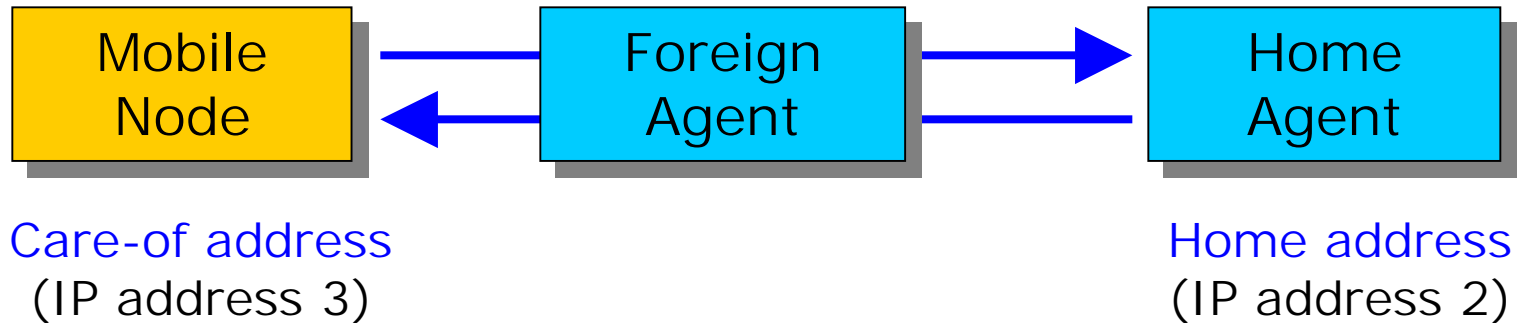 Mobile
Node
Foreign
Agent
Home
Agent
Care-of address
(IP address 3)
Home address
(IP address 2)